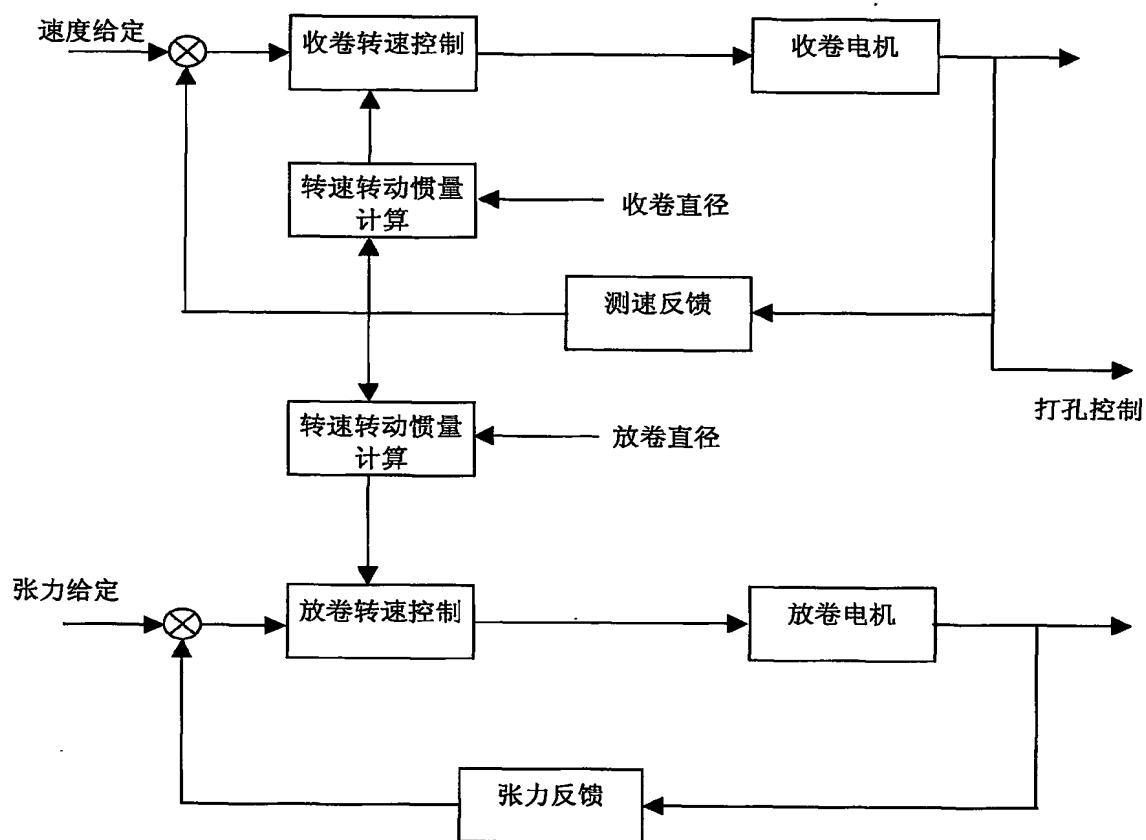 速度给定
收卷转速控制
收卷电机
转速转动惯量
计算
收卷直径
测速反馈
打孔控制
转速转动惯量
计算
放卷直径
张力给定
放卷转速控制
放卷电机
张力反馈